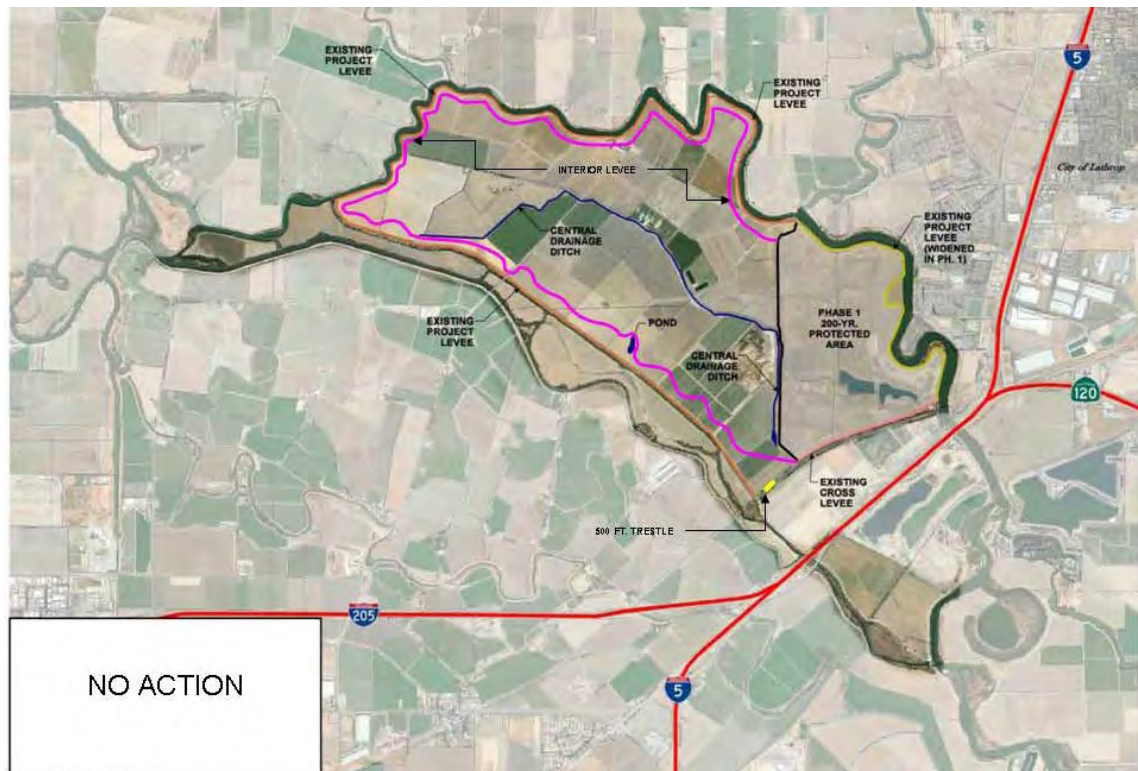 5
EXISTING
PROJECT
LEVEE
EXISTING
PROJECT
LEVEE
INTERIOR LEVEE
City of Lathrop
EXISTING
PROJECT
LEVEE
(WIDENED
IN PH. 1)
CENTRAL
DRAINAGE
DITCH
PHASE 1
200-YR.
PROTECTED
AREA
EXISTING
PROJECT
LEVEE
POND
CENTRAL
DRAINAGE
DITCH
120
EXISTING
CROSS
LEVEE
500 FT. TRESTLE
205
5
NO ACTION